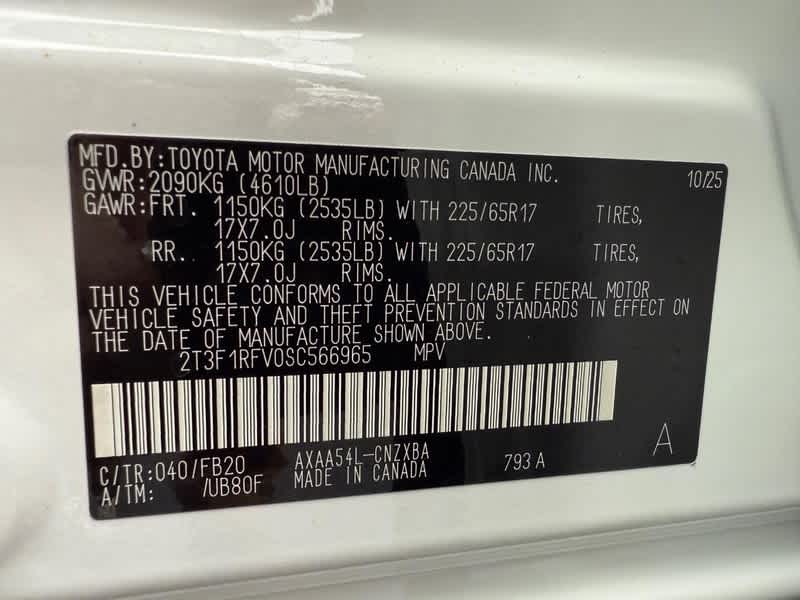 MFD.BY:TOYOTA MOTOR MANUFACTURING CANADA INC. 10/25
GVWR:2090KG (4610LB)
GAWR:FRT. 1150KG (2535LB) WITH 225/65R17 TIRES,
17X7.0J RIMS.
RR. 1150KG (2535LB) WITH 225/65R17 TIRES,
17X7.0J RIMS.
THIS VEHICLE CONFORMS TO ALL APPLICABLE FEDERAL MOTOR
VEHICLE SAFETY AND THEFT PREVENTION STANDARDS IN EFFECT ON
THE DATE OF MANUFACTURE SHOWN ABOVE.
2T3F1RFV0SC566965 MPV
C/TR:040/FB20 AXAA54L-CNZXBA 793 A A
A/TM: /UB80F MADE IN CANADA